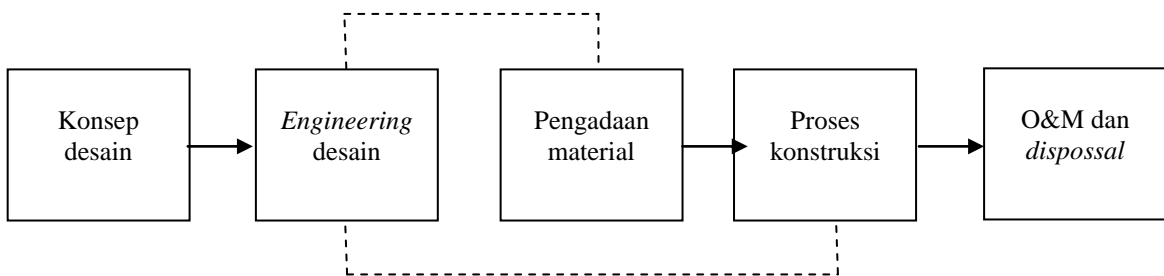 Konsep
desain
Engineering
desain
Pengadaan
material
Proses
konstruksi
O&M dan
dispossal